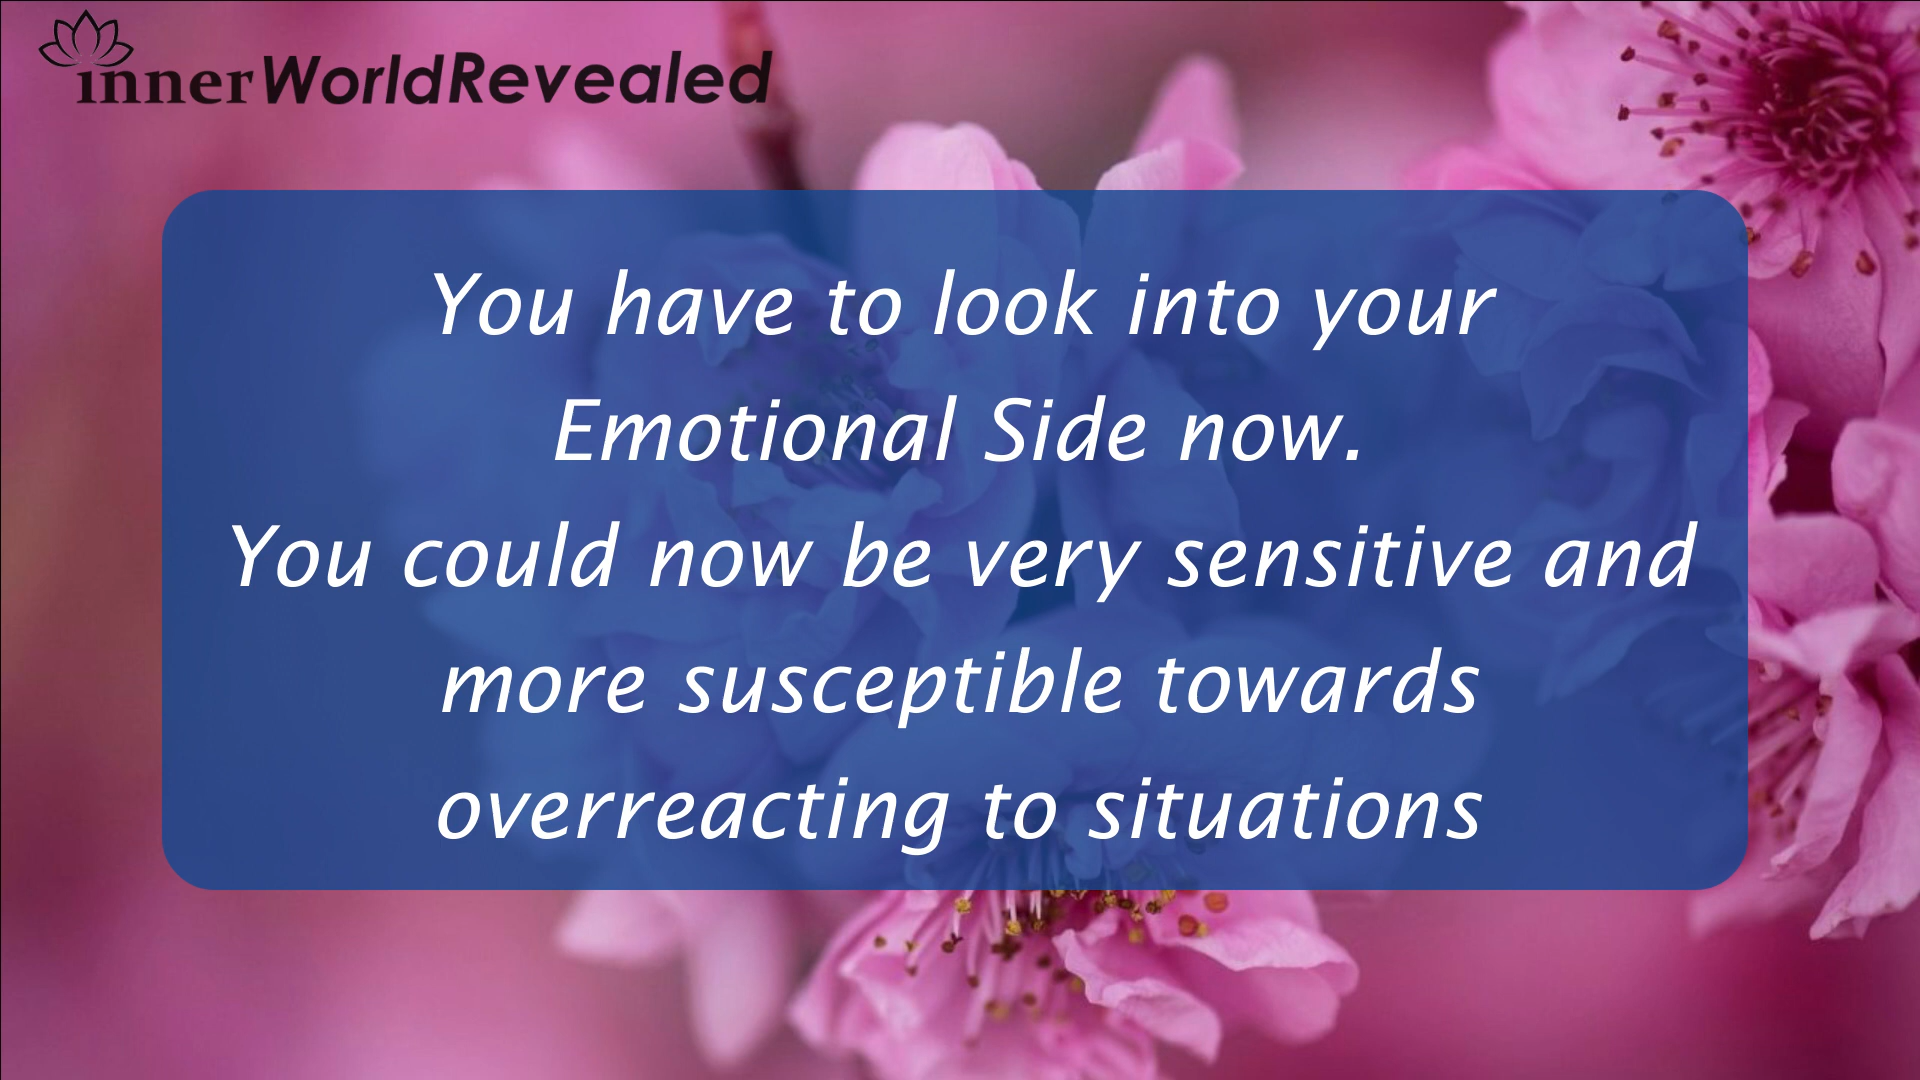 innerWorldRevealed
You have to look into your
Emotional Side now.
You could now be very sensitive and
more susceptible towards
overreacting to situations